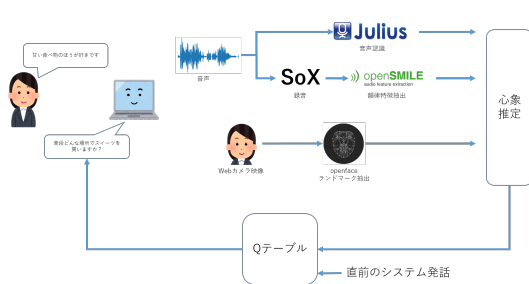 甘い食べ物のほうが好きです
普段どんな場所でスイーツを
買いますか？
音声
Julius
音声認識
SoX
録音
openSMILE
audio feature extraction
韻律特徴抽出
Webカメラ映像
openface
ランドマーク抽出
心象
推定
Qテーブル
直前のシステム発話